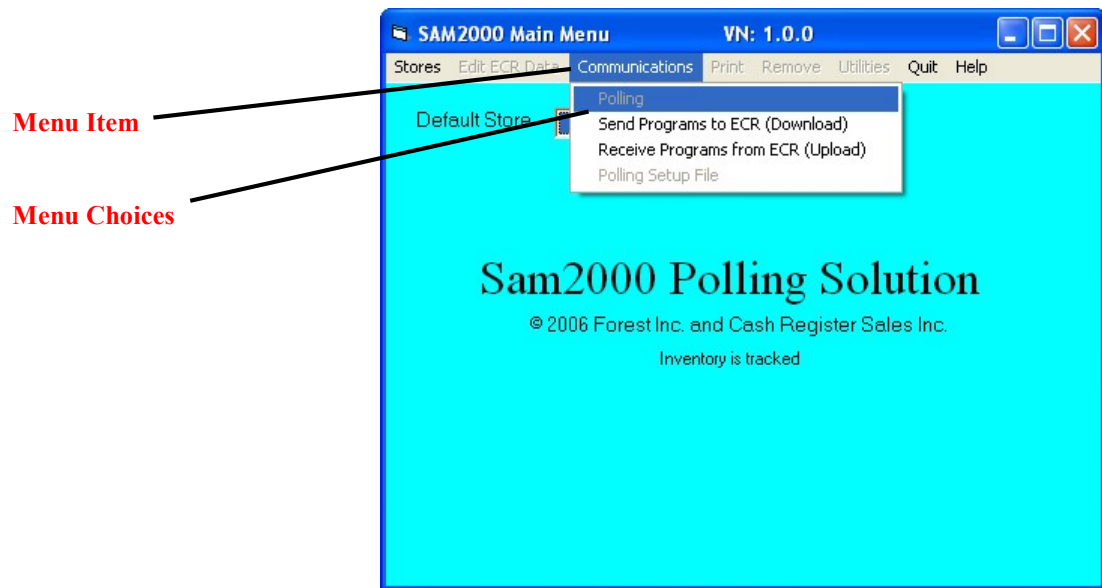 SAM2000 Main Menu VN: 1.0.0
Stores Edit ECR Data Communications Print Remove Utilities Quit Help
Menu Item
Default Store
Polling
Send Programs to ECR (Download)
Receive Programs from ECR (Upload)
Polling Setup File
Menu Choices
Sam2000 Polling Solution
© 2006 Forest Inc. and Cash Register Sales Inc.
Inventory is tracked